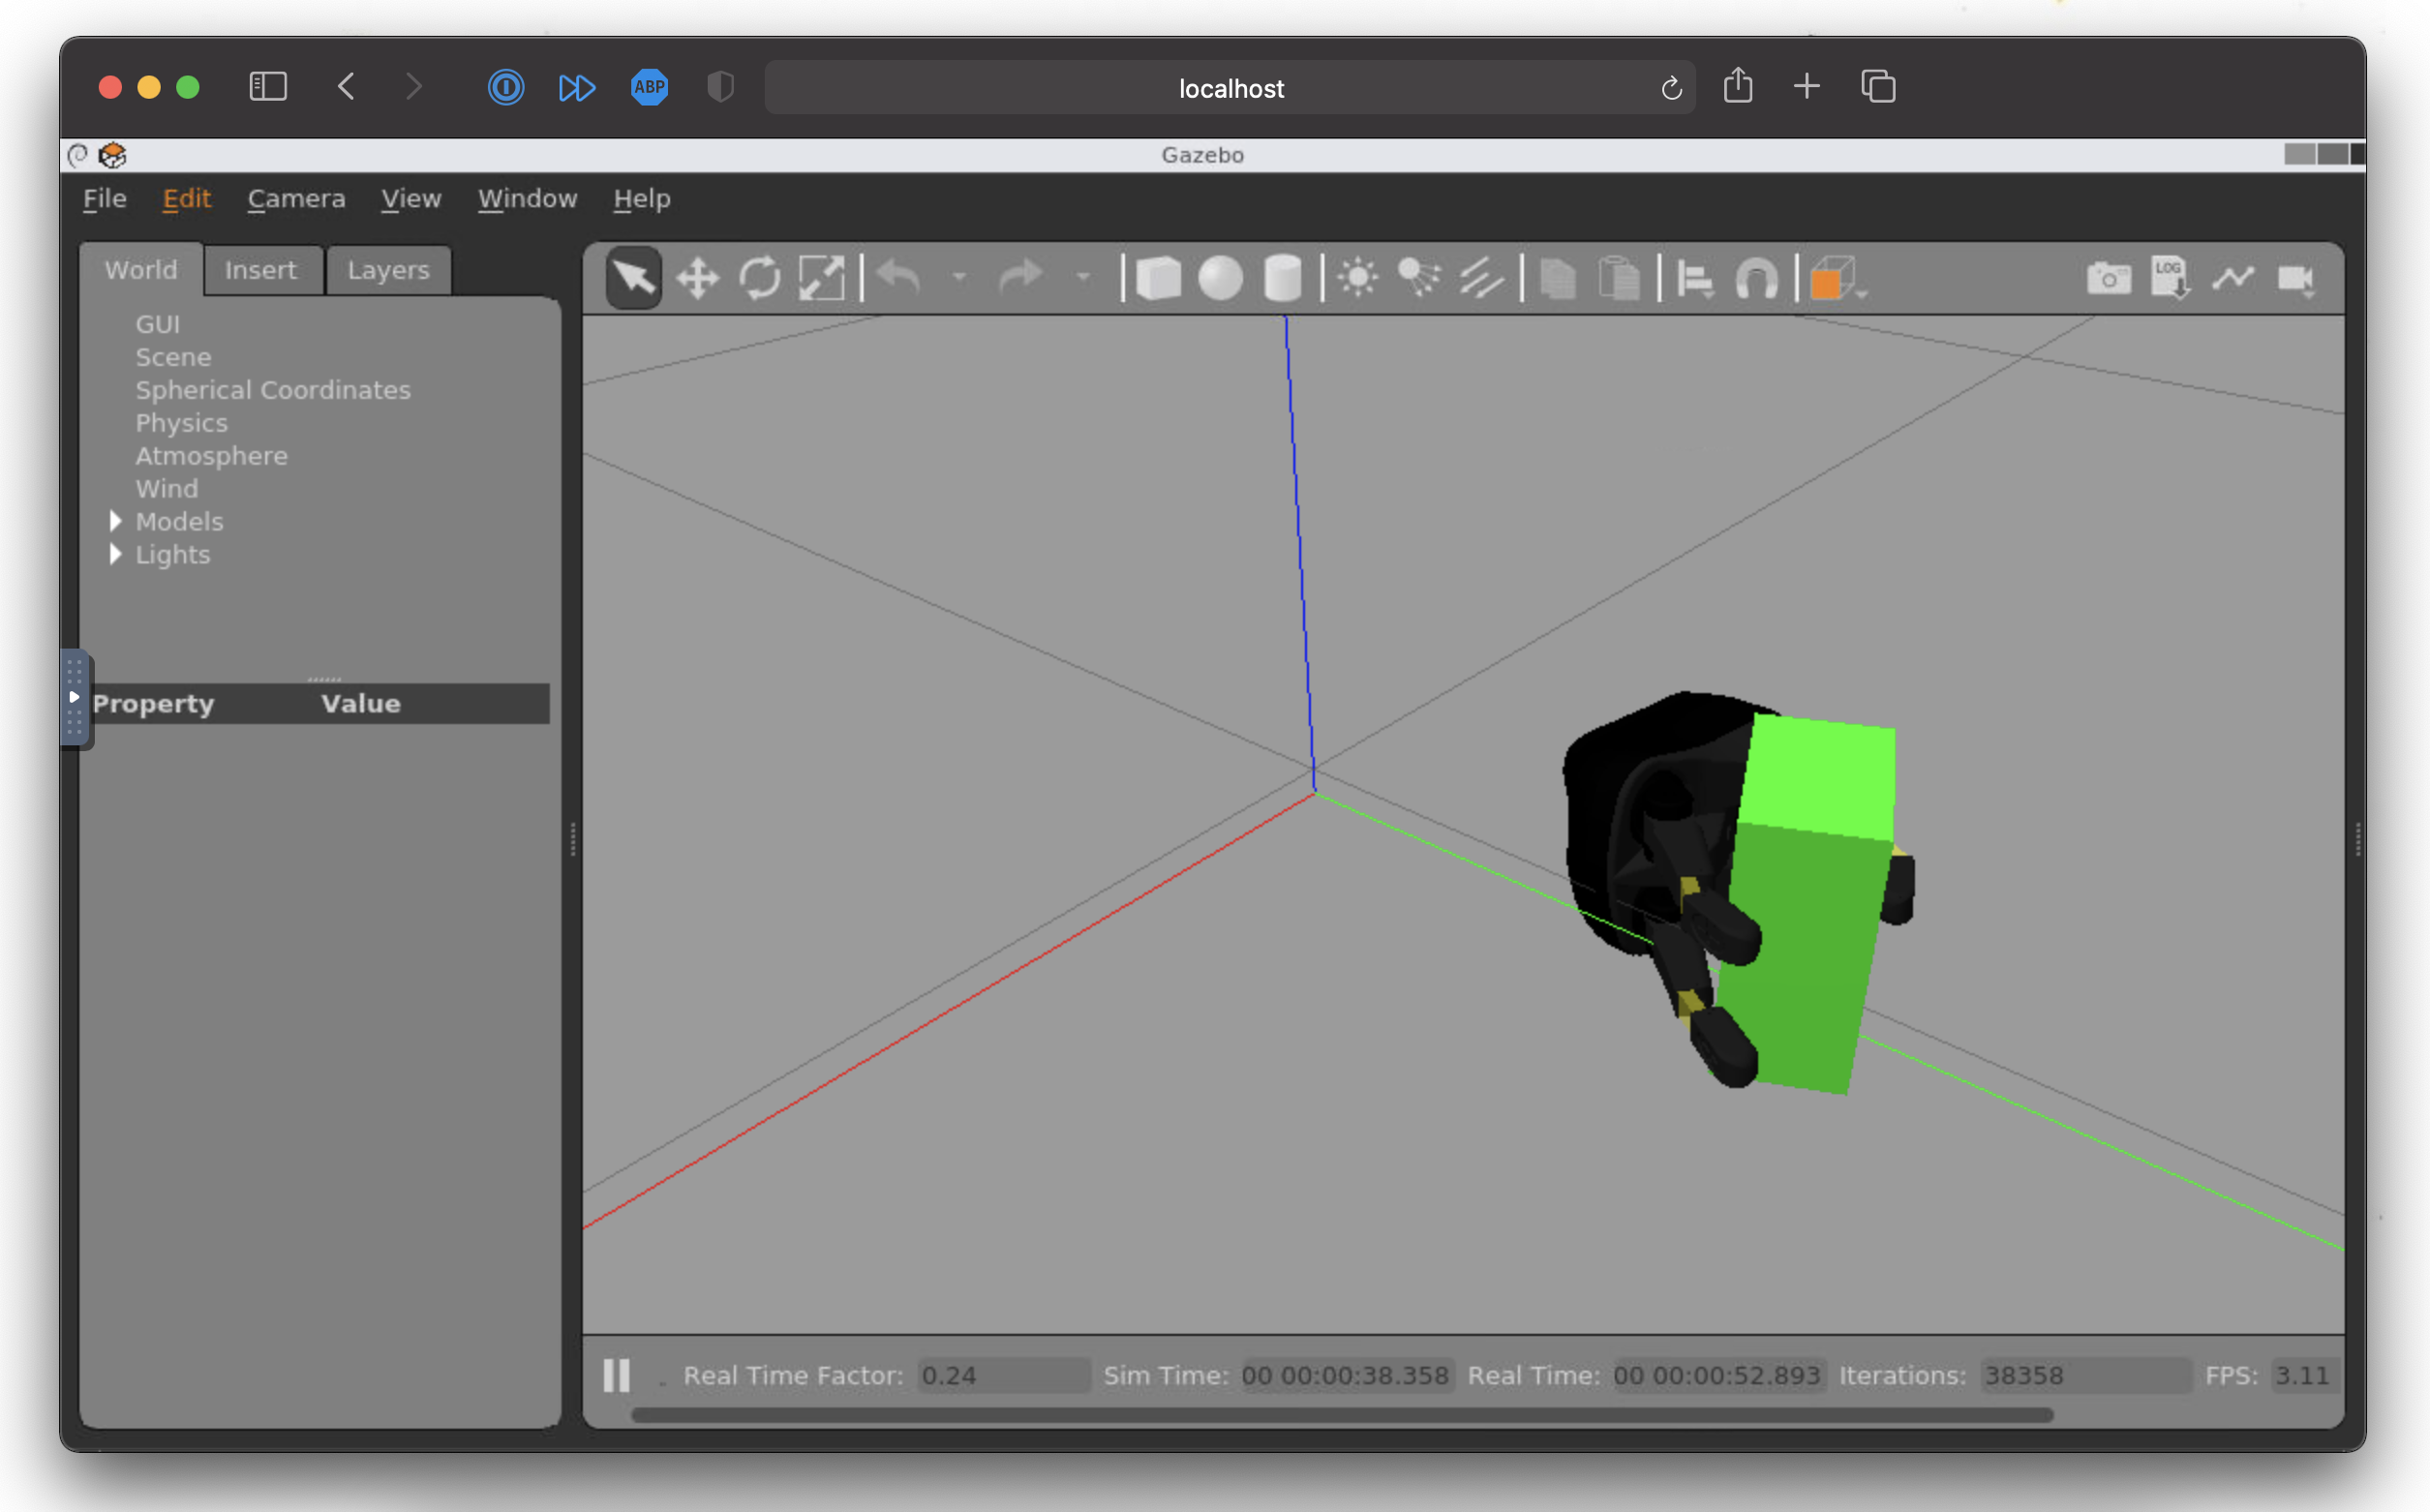 ABP
localhost
Gazebo
File Edit Camera View Window Help
World Insert Layers
LOG
GUI
Scene
Spherical Coordinates
Physics
Atmosphere
Wind
Models
Lights
Property Value
Real Time Factor: 0.24 Sim Time: 00 00:00:38.358 Real Time: 00 00:00:52.893 Iterations: 38358 FPS: 3.11